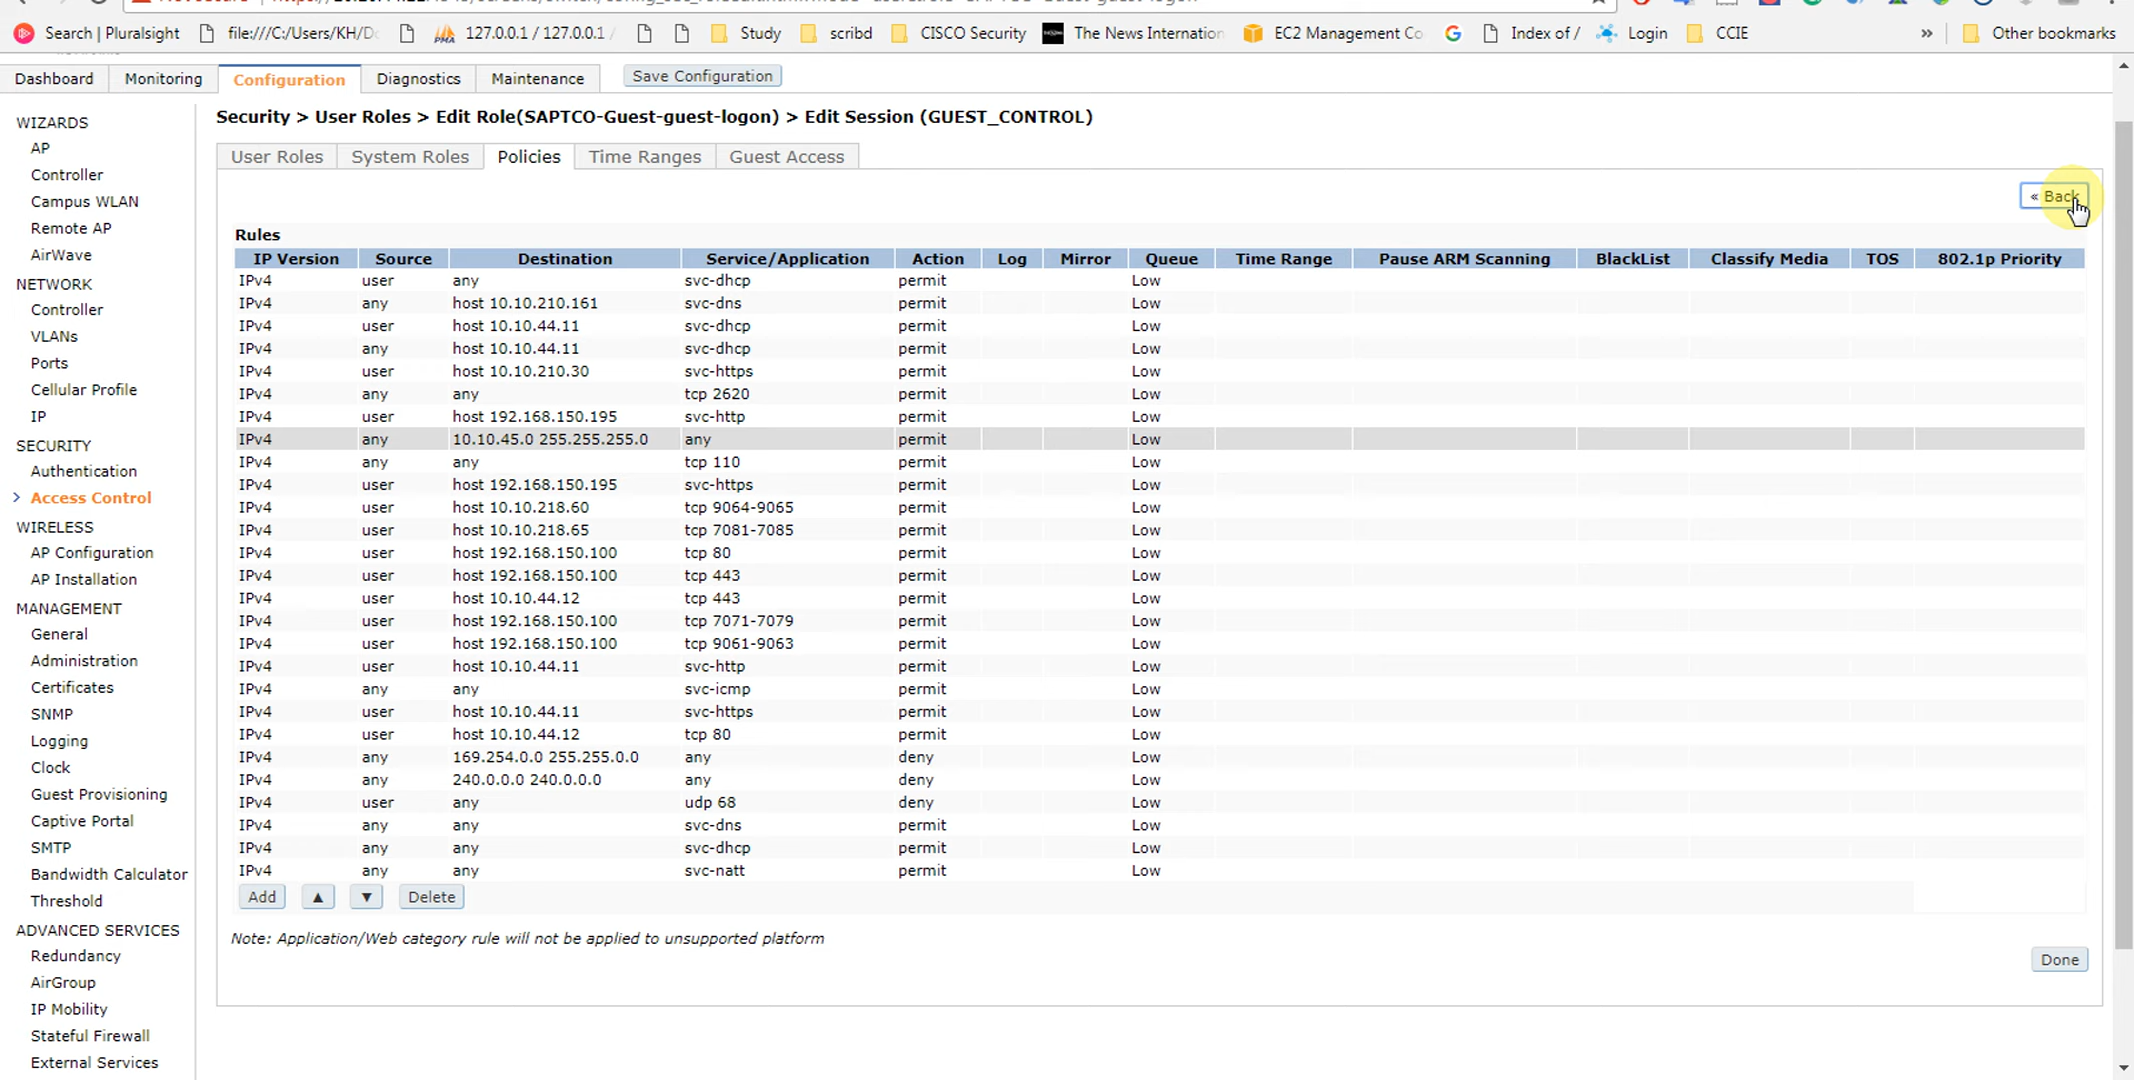 Search | Pluralsight file:///C:/Users/KH/Do 127.0.0.1 / 127.0.0.1 Study scribd CISCO Security The News Internation EC2 Management Co Index of / Login CCIE » Other bookmarks
Dashboard Monitoring Configuration Diagnostics Maintenance Save Configuration
Security > User Roles > Edit Role(SAPTCO-Guest-guest-logon) > Edit Session (GUEST_CONTROL)
User Roles System Roles Policies Time Ranges Guest Access
« Back
WIZARDS
AP
Controller
Campus WLAN
Remote AP
AirWave
NETWORK
Controller
VLANs
Ports
Cellular Profile
IP
SECURITY
Authentication
> Access Control
WIRELESS
AP Configuration
AP Installation
MANAGEMENT
General
Administration
Certificates
SNMP
Logging
Clock
Guest Provisioning
Captive Portal
SMTP
Bandwidth Calculator
Threshold
ADVANCED SERVICES
Redundancy
AirGroup
IP Mobility
Stateful Firewall
External Services
Rules
IP Version Source Destination Service/Application Action Log Mirror Queue Time Range Pause ARM Scanning BlackList Classify Media TOS 802.1p Priority
IPv4 user any svc-dhcp permit Low
IPv4 any host 10.10.210.161 svc-dns permit Low
IPv4 user host 10.10.44.11 svc-dhcp permit Low
IPv4 any host 10.10.44.11 svc-dhcp permit Low
IPv4 user host 10.10.210.30 svc-https permit Low
IPv4 any any tcp 2620 permit Low
IPv4 user host 192.168.150.195 svc-http permit Low
IPv4 any 10.10.45.0 255.255.255.0 any permit Low
IPv4 any any tcp 110 permit Low
IPv4 user host 192.168.150.195 svc-https permit Low
IPv4 user host 10.10.218.60 tcp 9064-9065 permit Low
IPv4 user host 10.10.218.65 tcp 7081-7085 permit Low
IPv4 user host 192.168.150.100 tcp 80 permit Low
IPv4 user host 192.168.150.100 tcp 443 permit Low
IPv4 user host 10.10.44.12 tcp 443 permit Low
IPv4 user host 192.168.150.100 tcp 7071-7079 permit Low
IPv4 user host 192.168.150.100 tcp 9061-9063 permit Low
IPv4 user host 10.10.44.11 svc-http permit Low
IPv4 any any svc-icmp permit Low
IPv4 user host 10.10.44.11 svc-https permit Low
IPv4 user host 10.10.44.12 tcp 80 permit Low
IPv4 any 169.254.0.0 255.255.0.0 any deny Low
IPv4 any 240.0.0.0 240.0.0.0 any deny Low
IPv4 user any udp 68 deny Low
IPv4 any any svc-dns permit Low
IPv4 any any svc-dhcp permit Low
IPv4 any any svc-natt permit Low
Add ▲ ▼ Delete
Note: Application/Web category rule will not be applied to unsupported platform
Done